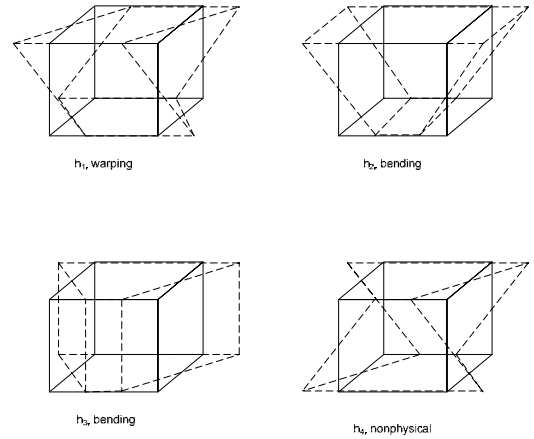 h₁, warping
h₂, bending
h₃, bending
h₄, nonphysical